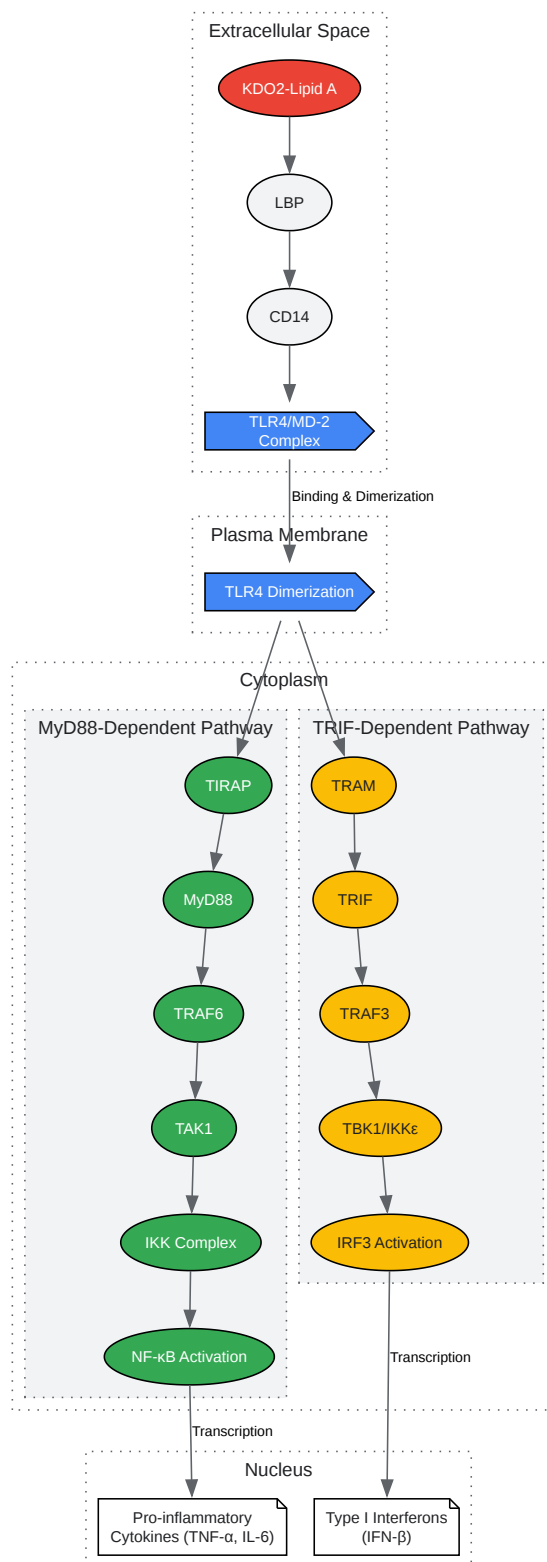 Extracellular Space
KDO2-Lipid A
LBP
CD14
TLR4/MD-2
Complex
Binding & Dimerization
Plasma Membrane
TLR4 Dimerization
Cytoplasm
MyD88-Dependent Pathway
TRIF-Dependent Pathway
TIRAP
TRAM
MyD88
TRIF
TRAF6
TRAF3
TAK1
TBK1/IKKε
IKK Complex
IRF3 Activation
NF-κB Activation
Transcription
Transcription
Nucleus
Pro-inflammatory
Cytokines (TNF-α, IL-6)
Type I Interferons
(IFN-β)